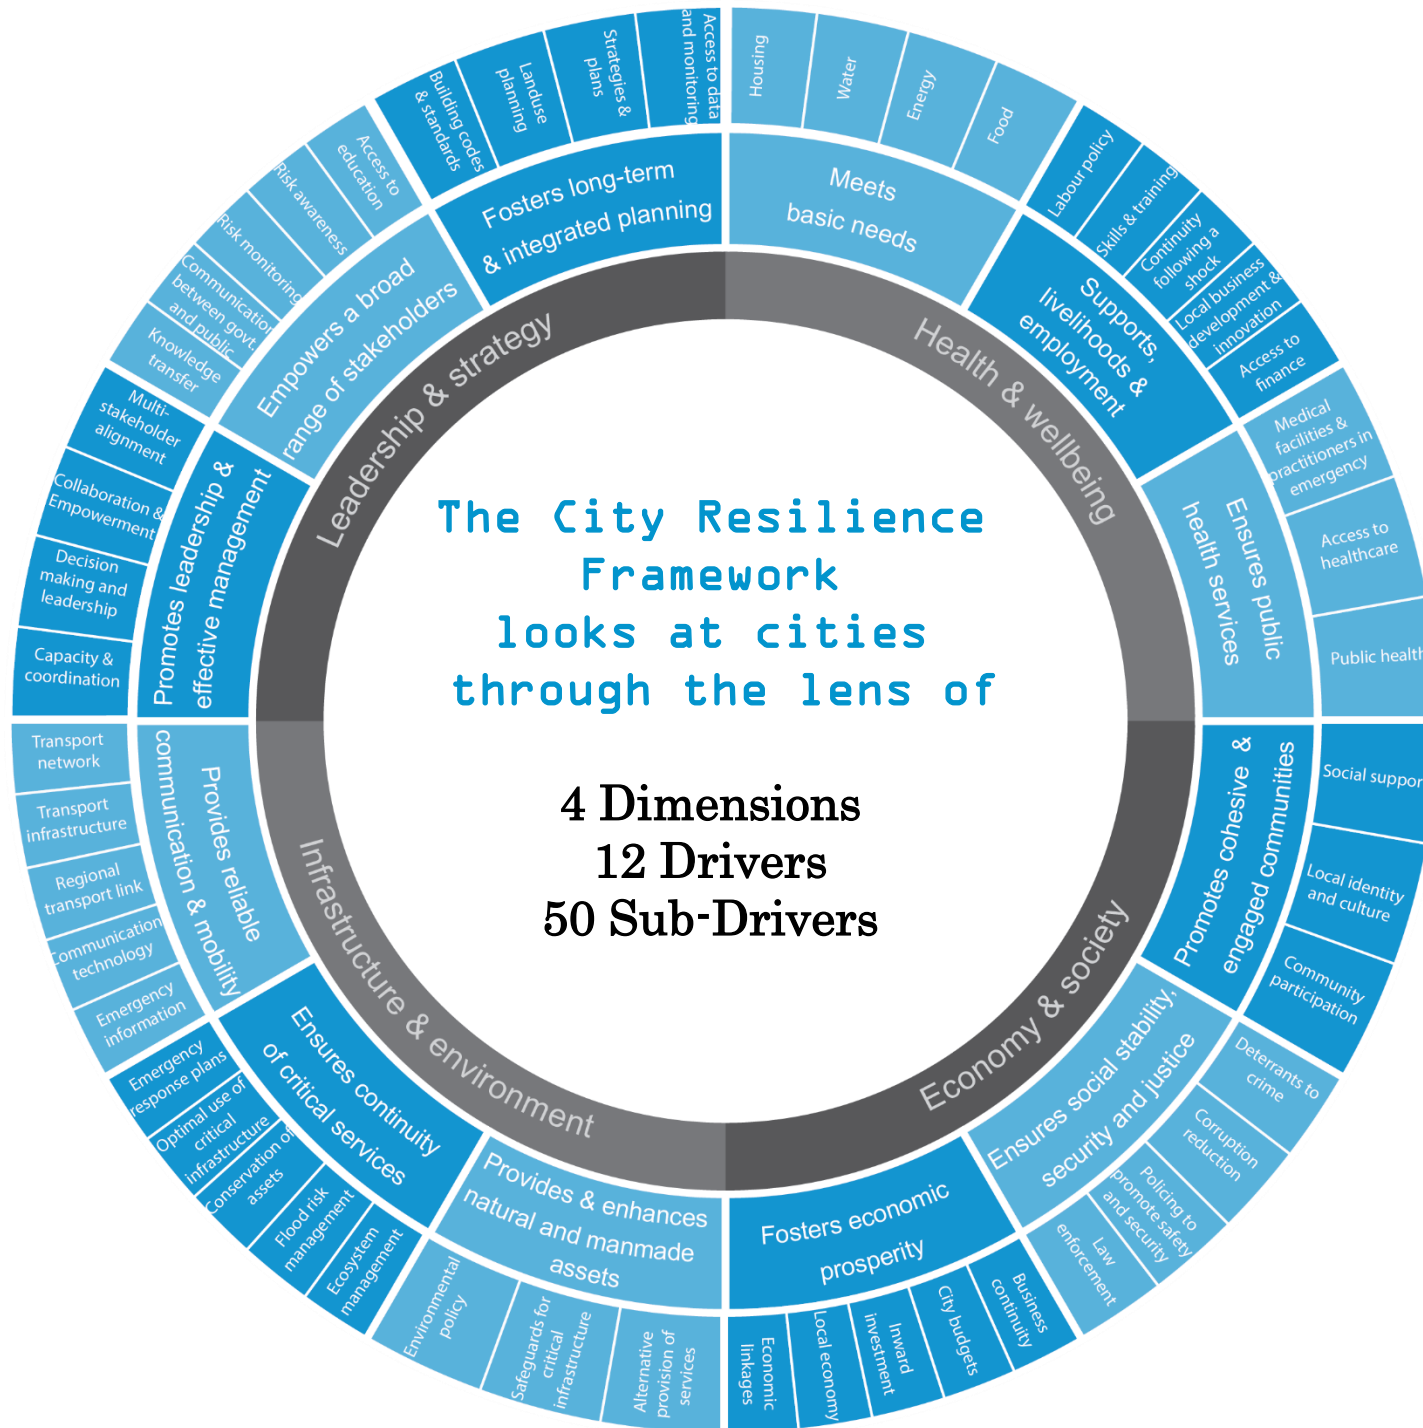 The City Resilience
Framework
looks at cities
through the lens of
4 Dimensions
12 Drivers
50 Sub-Drivers
Health & wellbeing
Economy & society
Infrastructure & environment
Leadership & strategy
Meets
basic needs
Housing
Water
Energy
Food
Supports,
livelihoods &
employment
Labour policy
Skills & training
Continuity
following a
shock
Local business
development &
innovation
Access to
finance
Ensures public
health services
Medical
facilities &
practitioners in
emergency
Access to
healthcare
Public health
Promotes cohesive &
engaged communities
Social suppor
Local identity
and culture
Community
participation
Ensures social stability,
security and justice
Deterrants to
crime
Corruption
reduction
Policing to
promote safety
and security
Law
enforcement
Fosters economic
prosperity
Business
continuity
City budgets
Inward
investment
Local economy
Economic
linkages
Provides & enhances
natural and manmade
assets
Alternative
provision of
services
Safeguards for
critical
infrastructure
Environmental
policy
Ensures continuity
of critical services
Ecosystem
management
Flood risk
management
Conservation of
assets
Optimal use of
critical
infrastructure
Emergency
response plans
Provides reliable
communication & mobility
Emergency
information
Communication
technology
Regional
transport link
Transport
infrastructure
Transport
network
Promotes leadership &
effective management
Capacity &
coordination
Decision
making and
leadership
Collaboration &
Empowerment
Multi-
stakeholder
alignment
Empowers a broad
range of stakeholders
Knowledge
transfer
Communication
between govt.
and public
Risk monitoring
Risk awareness
Access to
education
Fosters long-term
& integrated planning
Building codes
& standards
Landuse
planning
Strategies &
plans
Access to data
and monitoring